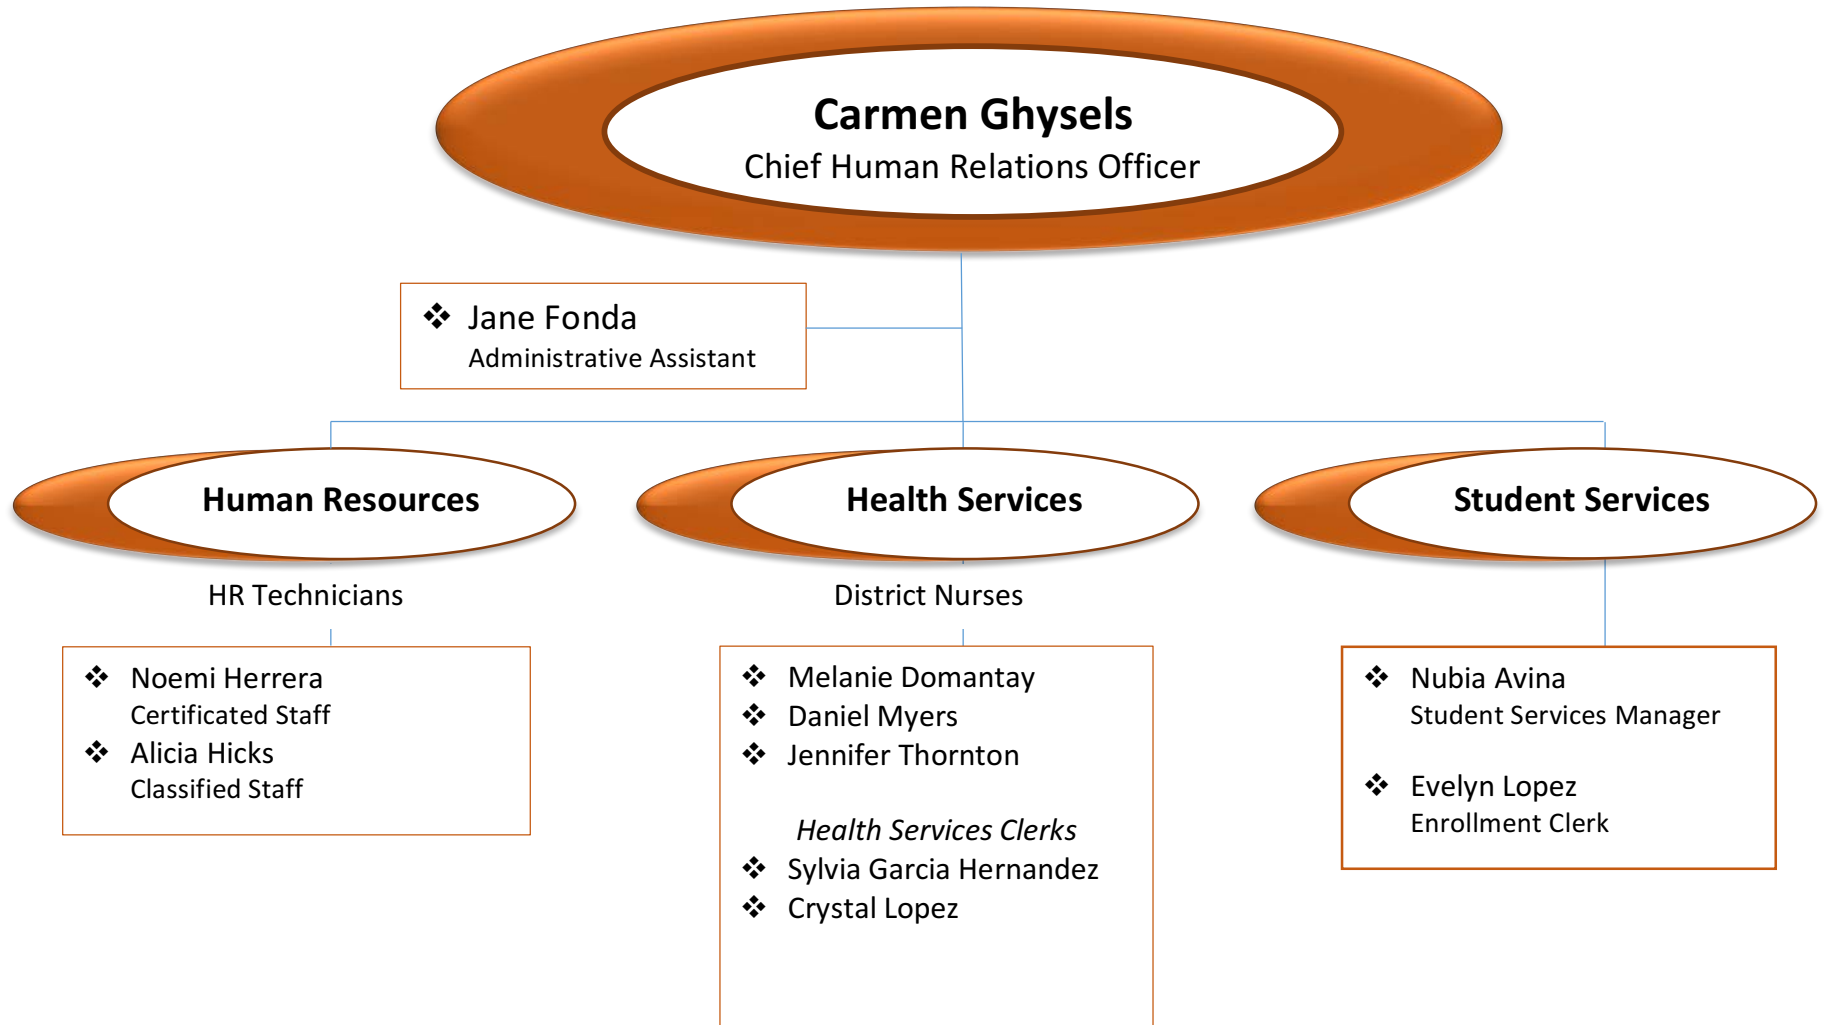 Carmen Ghysels
Chief Human Relations Officer
❖ Jane Fonda
Administrative Assistant
Human Resources
Health Services
Student Services
HR Technicians
District Nurses
❖ Noemi Herrera
Certificated Staff
❖ Alicia Hicks
Classified Staff
❖ Melanie Domantay
❖ Daniel Myers
❖ Jennifer Thornton
Health Services Clerks
❖ Sylvia Garcia Hernandez
❖ Crystal Lopez
❖ Nubia Avina
Student Services Manager
❖ Evelyn Lopez
Enrollment Clerk